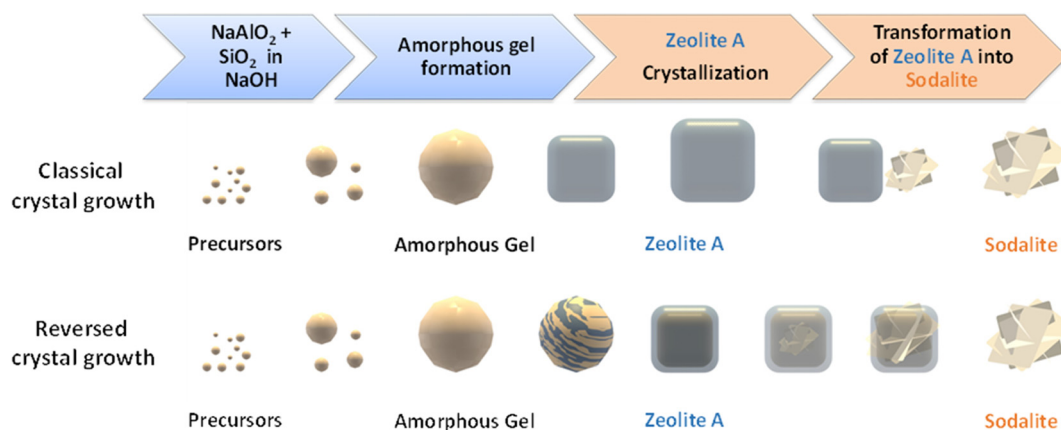 NaAlO₂ +
SiO₂ in
NaOH
Amorphous gel
formation
Zeolite A
Crystallization
Transformation
of Zeolite A into
Sodalite
Classical
crystal growth
Precursors
Amorphous Gel
Zeolite A
Sodalite
Reversed
crystal growth
Precursors
Amorphous Gel
Zeolite A
Sodalite